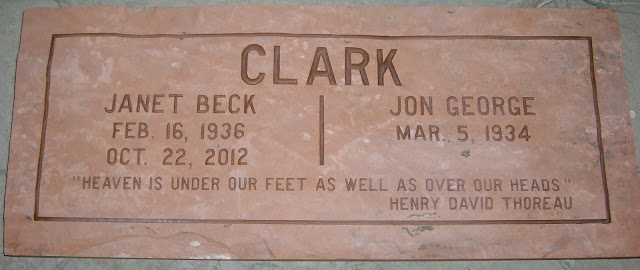 CLARK
JANET BECK
FEB. 16, 1936
OCT. 22, 2012
JON GEORGE
MAR. 5, 1934
"HEAVEN IS UNDER OUR FEET AS WELL AS OVER OUR HEADS"
HENRY DAVID THOREAU